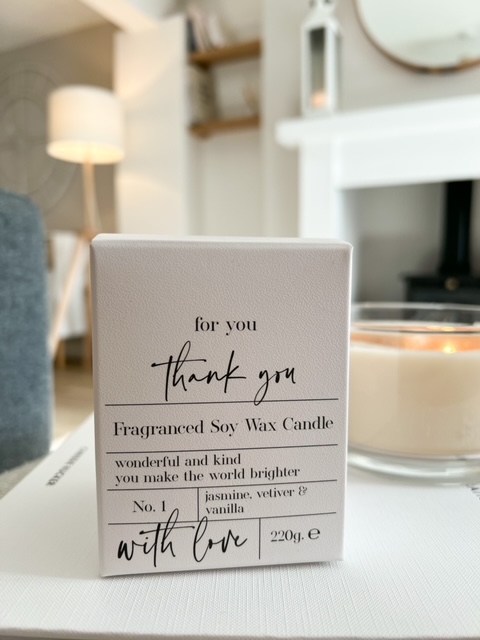 for you
thank you
Fragranced Soy Wax Candle
wonderful and kind
you make the world brighter
No. 1
jasmine, vetiver &
vanilla
with love
220g. ℮